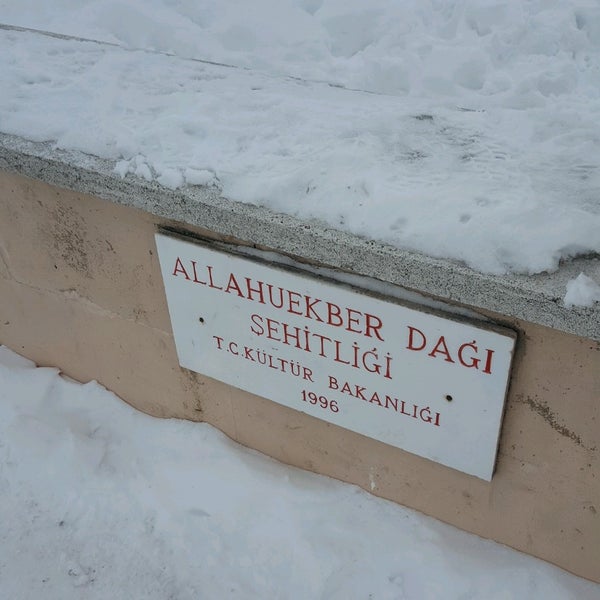 ALLAHUEKBER DAĞI
ŞEHİTLİĞİ
T.C.KÜLTÜR BAKANLIĞI
1996